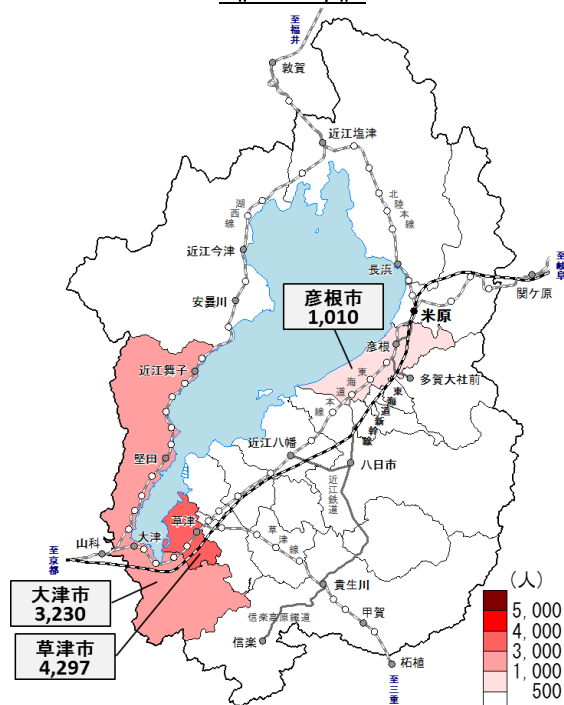 至福井
敦賀
近江塩津
湖西線
北陸本線
近江今津
長浜
至岐阜
関ケ原
安曇川
彦根市
1,010
米原
彦根
近江舞子
多賀大社前
東海道本線
東海道新幹線
近江八幡
堅田
八日市
近江鉄道
草津
大津
山科
草津線
至京都
貴生川
大津市
3,230
甲賀
信楽高原鐵道
草津市
4,297
信楽
柘植
至三重
(人)
5,000
4,000
3,000
1,000
500